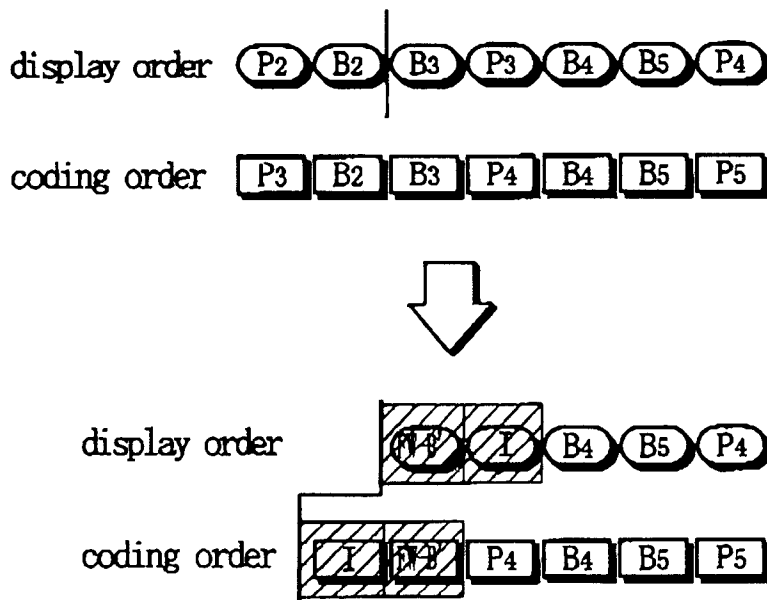 display order P2 B2 B3 P3 B4 B5 P4
coding order P3 B2 B3 P4 B4 B5 P5
display order I B4 B5 P4
coding order I P4 B4 B5 P5